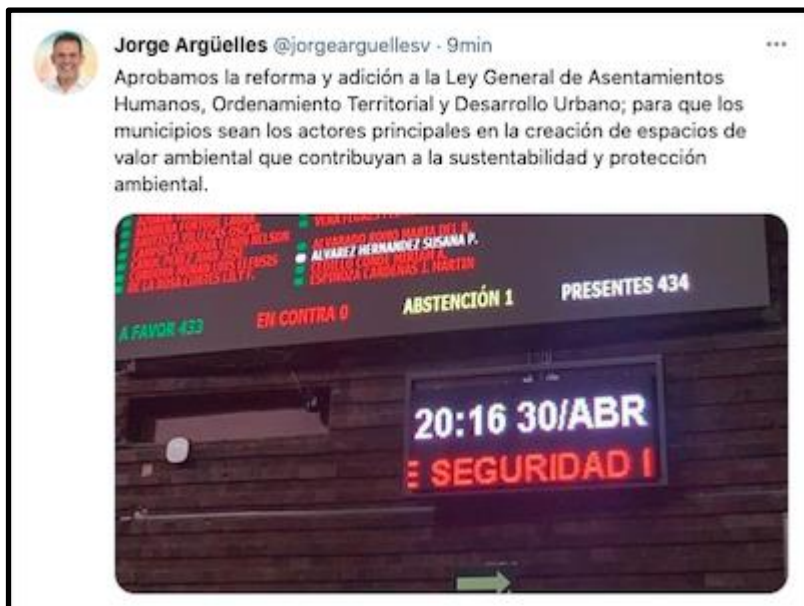 Jorge Argüelles @jorgearguellesv · 9min
Aprobamos la reforma y adición a la Ley General de Asentamientos
Humanos, Ordenamiento Territorial y Desarrollo Urbano; para que los
municipios sean los actores principales en la creación de espacios de
valor ambiental que contribuyan a la sustentabilidad y protección
ambiental.
ALVAREZ HERNANDEZ SUSANA P.
ESPINOZA CARDENAS J. MARTIN
A FAVOR 433 EN CONTRA 0 ABSTENCIÓN 1 PRESENTES 434
20:16 30/ABR
E SEGURIDAD I